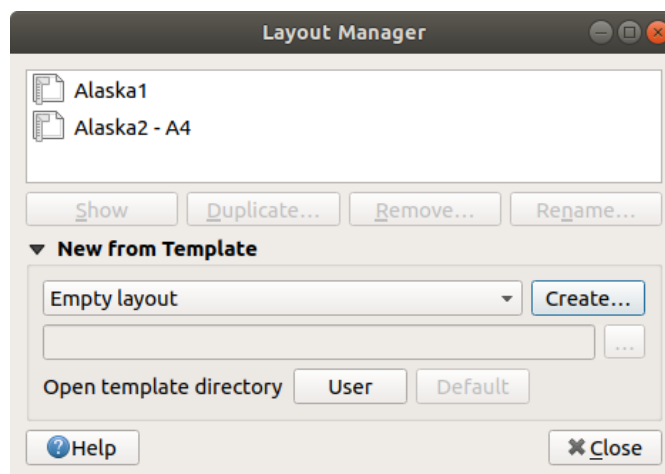 Layout Manager
Alaska1
Alaska2 - A4
Show Duplicate... Remove... Rename...
New from Template
Empty layout Create...
...
Open template directory User Default
Help Close